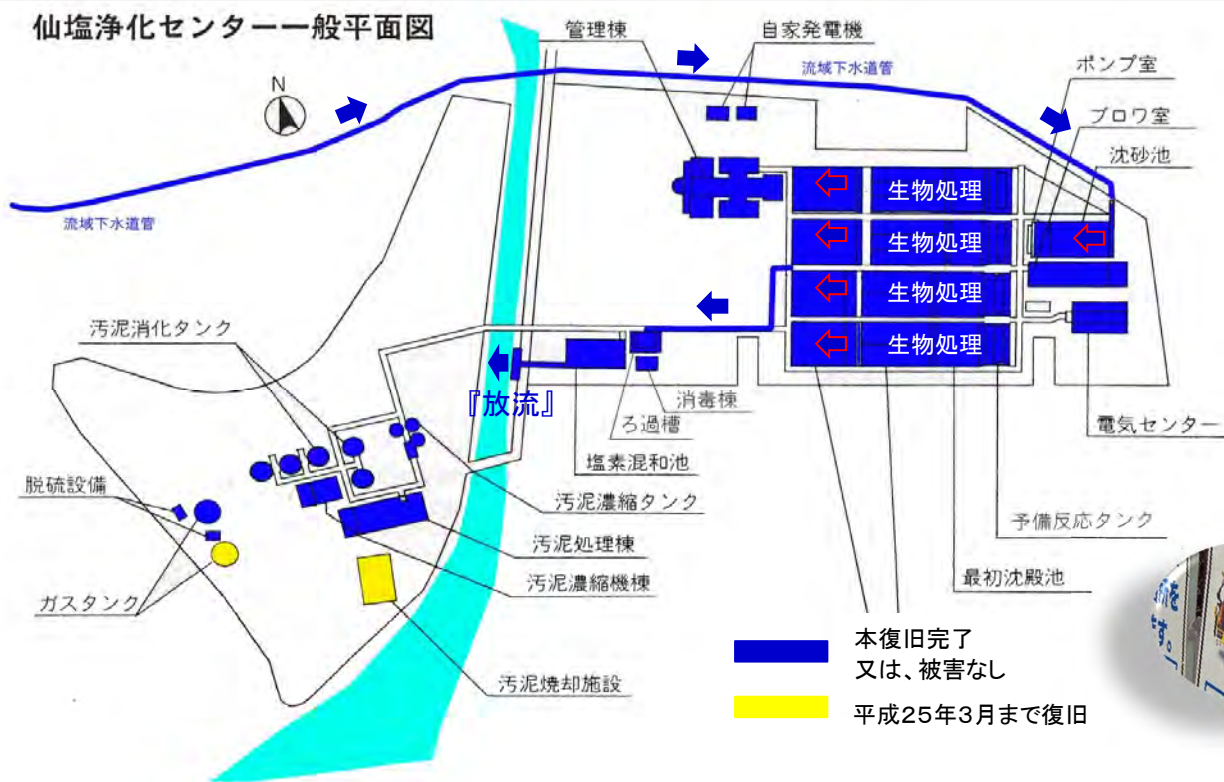 仙塩浄化センター一般平面図
管理棟
自家発電機
流域下水道管
ポンプ室
ブロワ室
沈砂池
N
流域下水道管
生物処理
生物処理
生物処理
生物処理
汚泥消化タンク
『放流』
消毒棟
ろ過槽
塩素混和池
電気センター
脱硫設備
汚泥濃縮タンク
予備反応タンク
汚泥処理棟
最初沈殿池
汚泥濃縮機棟
ガスタンク
汚泥焼却施設
本復旧完了
又は、被害なし
平成25年3月まで復旧